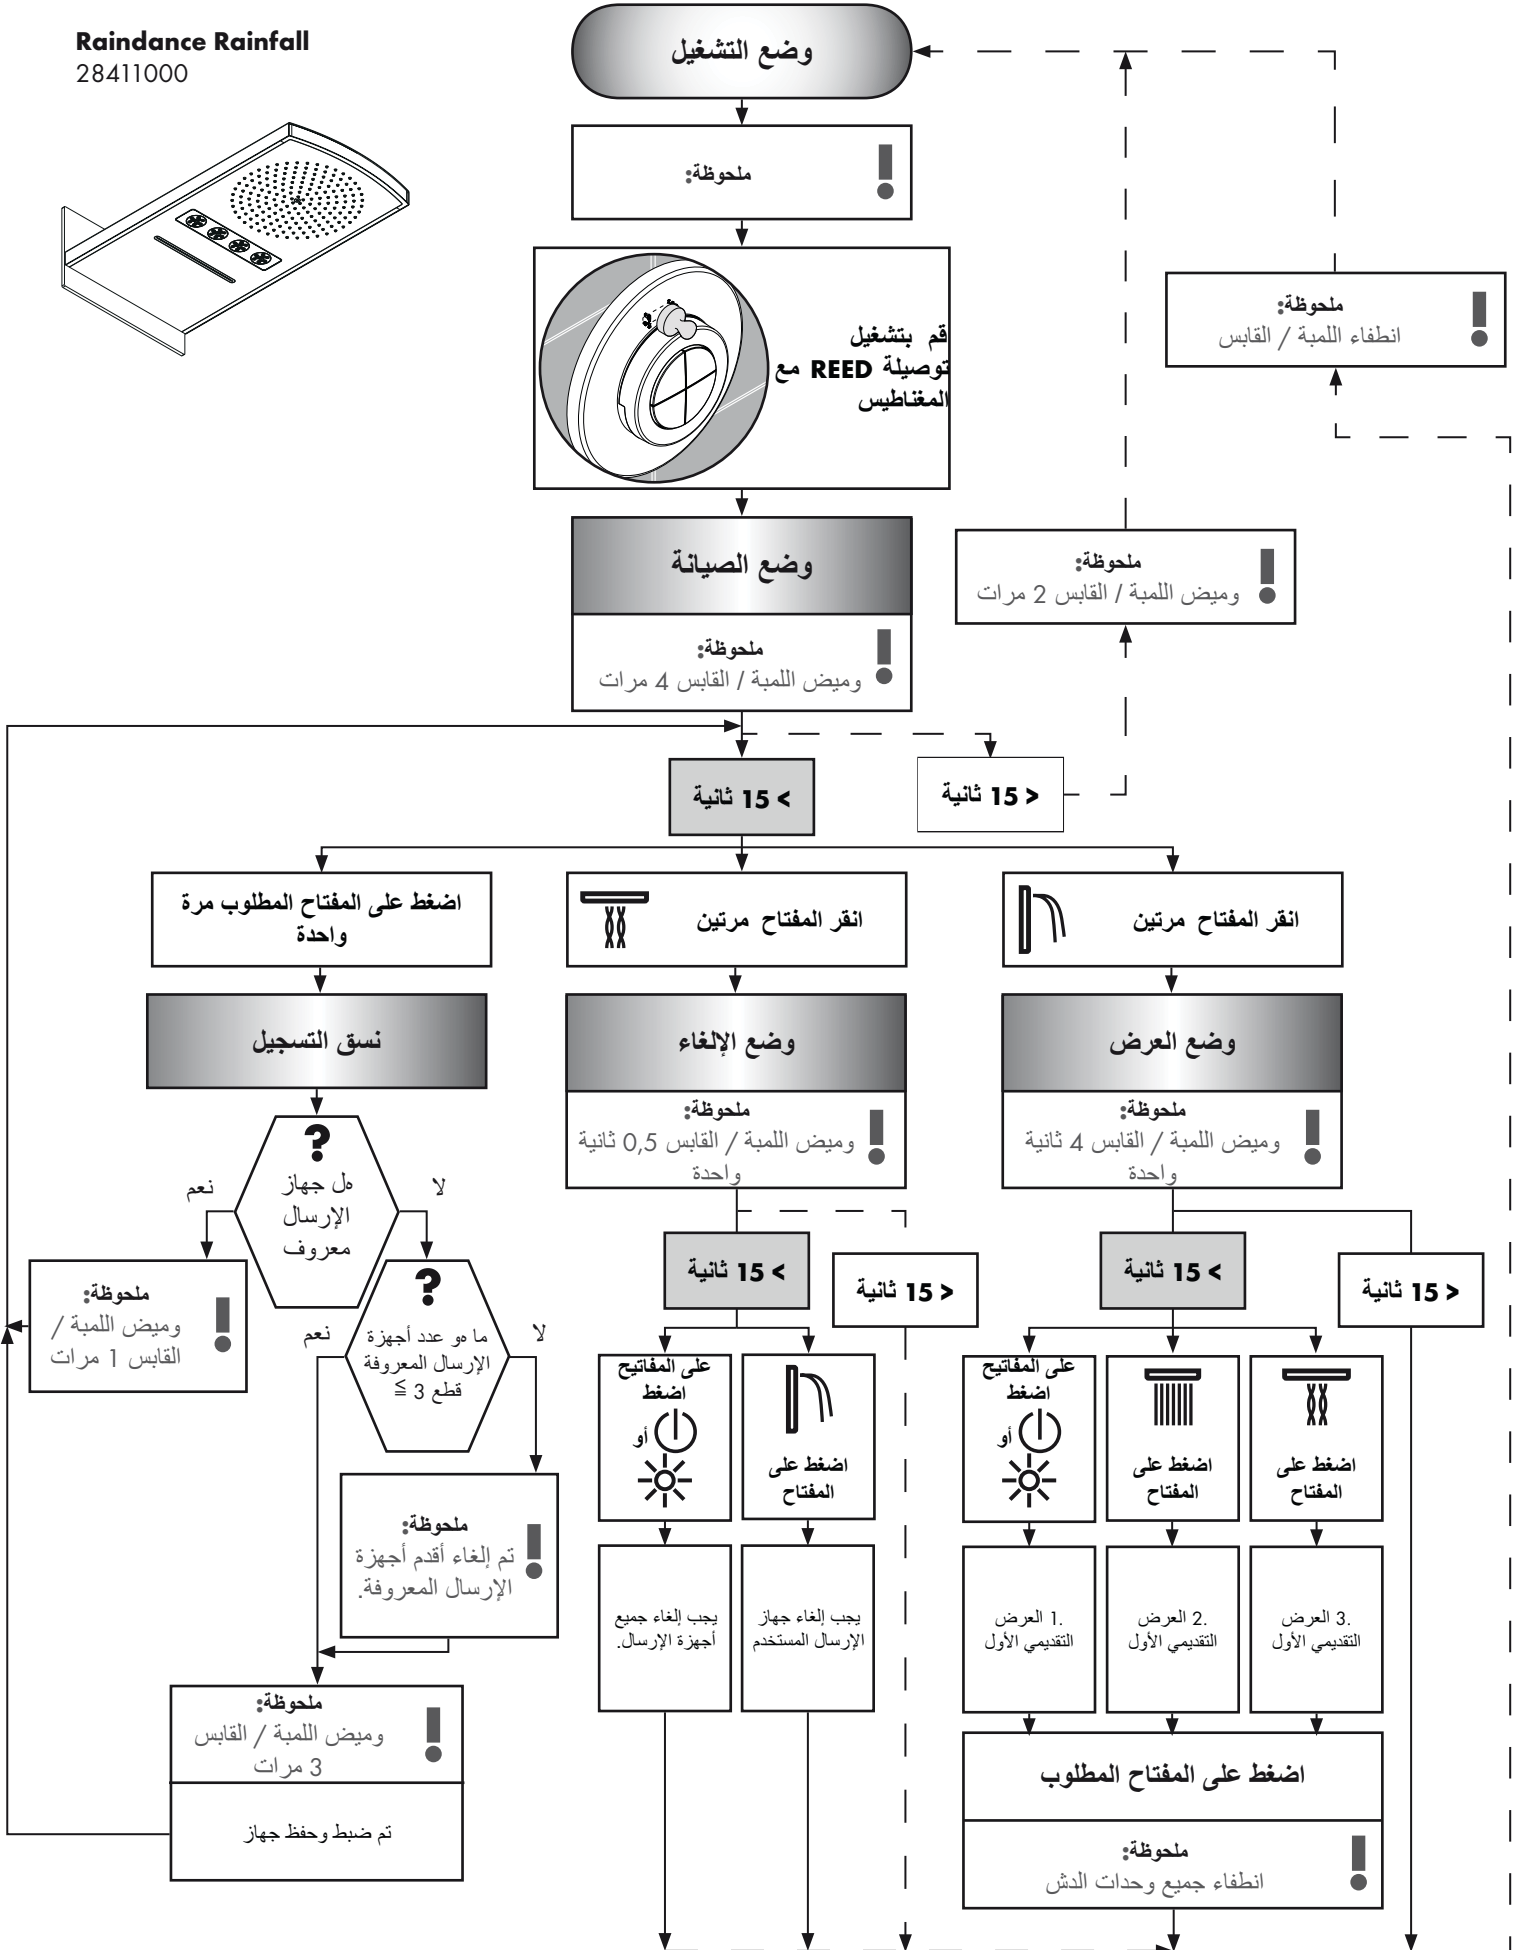 Raindance Rainfall
28411000
وضع التشغيل
ملحوظة:
قم بتشغيل
توصيلة REED مع
المغناطيس
ملحوظة:
انطفاء اللمبة / القابس
وضع الصيانة
ملحوظة:
وميض اللمبة / القابس 4 مرات
ملحوظة:
وميض اللمبة / القابس 2 مرات
> 15 ثانية
< 15 ثانية
اضغط على المفتاح المطلوب مرة
واحدة
انقر المفتاح مرتين
انقر المفتاح مرتين
نسق التسجيل
وضع الإلغاء
ملحوظة:
وميض اللمبة / القابس 0,5 ثانية
واحدة
وضع العرض
ملحوظة:
وميض اللمبة / القابس 4 ثانية
واحدة
?
هل جهاز
الإرسال
معروف
نعم
لا
ملحوظة:
وميض اللمبة /
القابس 1 مرات
?
ما هو عدد أجهزة
الإرسال المعروفة
قطع 3 ≦
نعم
لا
ملحوظة:
تم إلغاء أقدم أجهزة
الإرسال المعروفة.
ملحوظة:
وميض اللمبة / القابس
3 مرات
تم ضبط وحفظ جهاز
> 15 ثانية
< 15 ثانية
على المفاتيح
اضغط
أو
اضغط على
المفتاح
يجب إلغاء جميع
أجهزة الإرسال.
يجب إلغاء جهاز
الإرسال المستخدم
> 15 ثانية
< 15 ثانية
على المفاتيح
اضغط
أو
اضغط على
المفتاح
اضغط على
المفتاح
.1 العرض
التقديمي الأول
.2 العرض
التقديمي الأول
.3 العرض
التقديمي الأول
اضغط على المفتاح المطلوب
ملحوظة:
انطفاء جميع وحدات الدش